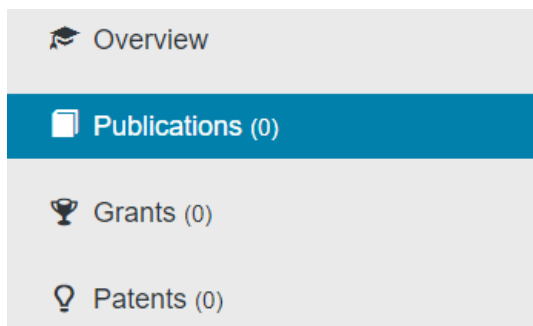 Overview
Publications (0)
Grants (0)
Patents (0)